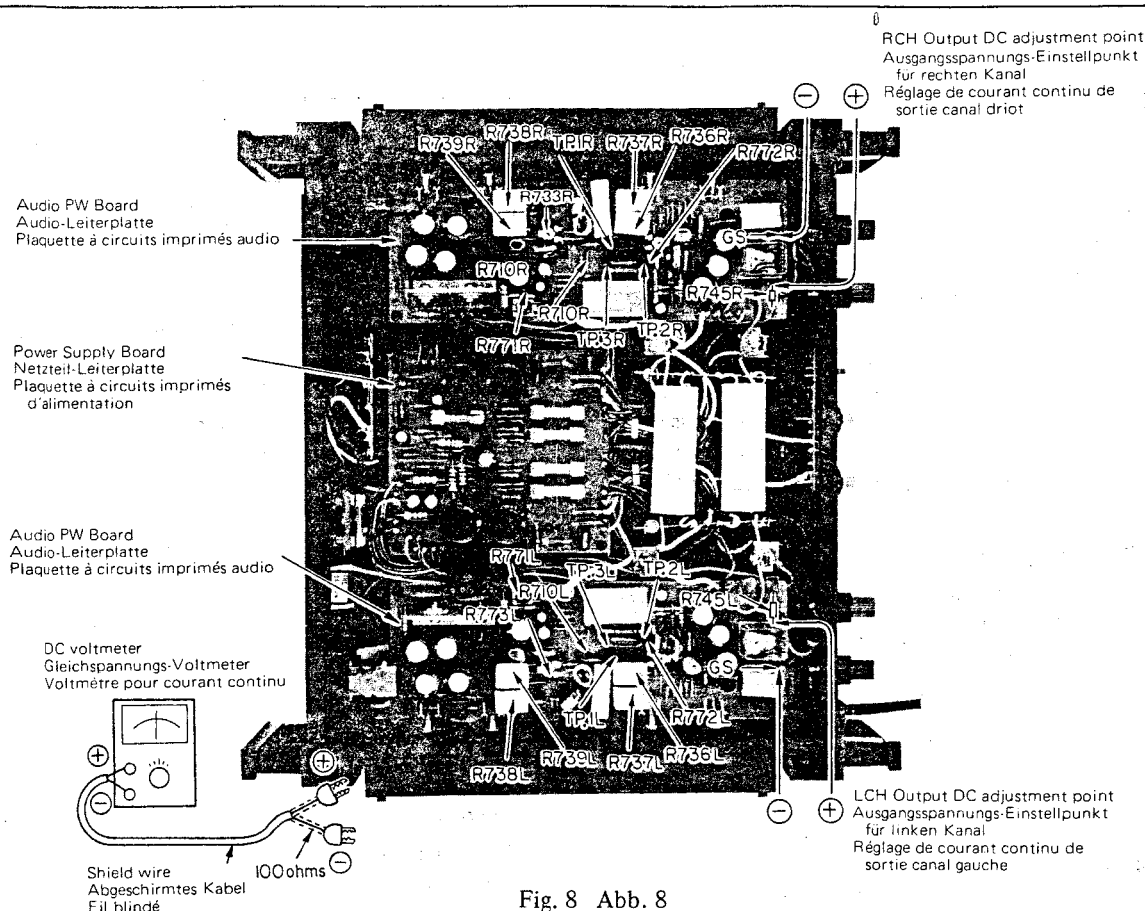 RCH Output DC adjustment point
Ausgangsspannungs-Einstellpunkt
für rechten Kanal
Réglage de courant continu de
sortie canal driot
⊖ ⊕
R739R
R738R
TP.1R
R737R
R736R
R772R
R733R
GS
R710R
R745R
R710R
R771R
TP.3R
TP.2R
Audio PW Board
Audio-Leiterplatte
Plaquette à circuits imprimés audio
Power Supply Board
Netzteil-Leiterplatte
Plaquette à circuits imprimés
d'alimentation
Audio PW Board
Audio-Leiterplatte
Plaquette à circuits imprimés audio
R771L
TP.3L
TP.2L
R710L
R745L
R773L
GS
TP.1L
R772L
R739L
R736L
R738L
R737L
DC voltmeter
Gleichspannungs-Voltmeter
Voltmètre pour courant continu
⊕
⊖
⊕
⊖
100ohms
Shield wire
Abgeschirmtes Kabel
Fil blindé
⊖ ⊕
LCH Output DC adjustment point
Ausgangsspannungs-Einstellpunkt
für linken Kanal
Réglage de courant continu de
sortie canal gauche
Fig. 8 Abb. 8